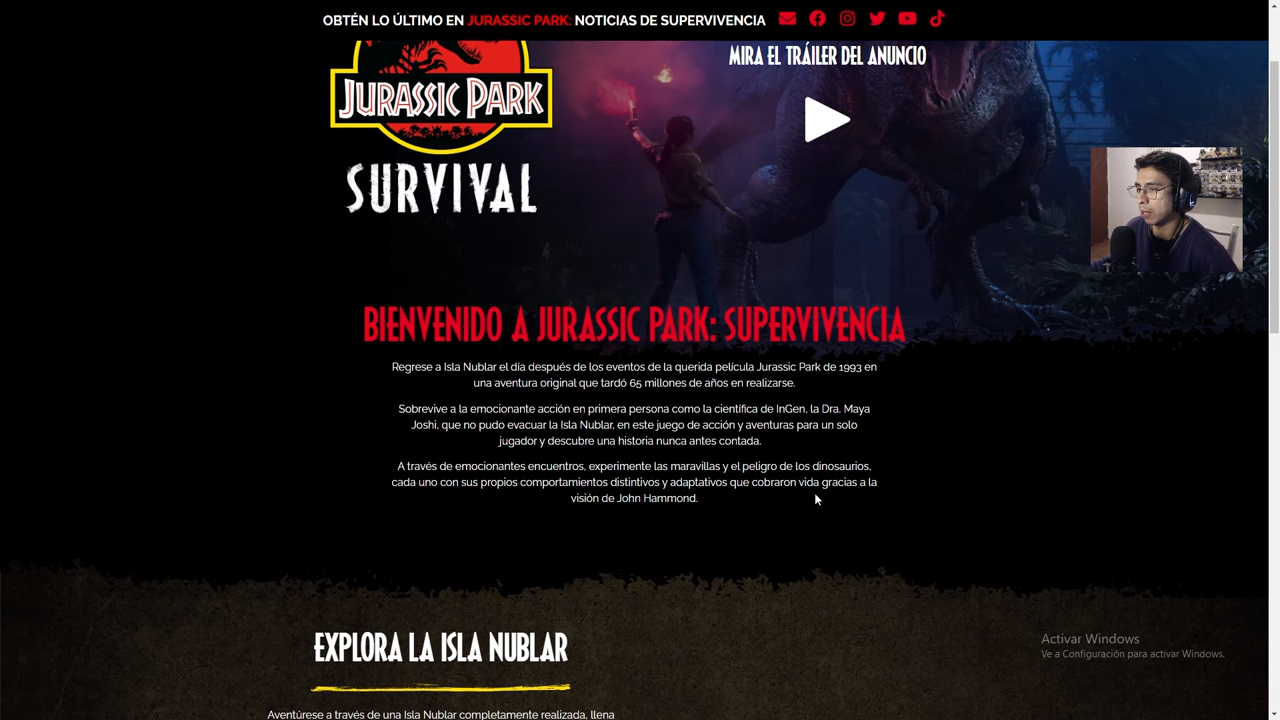 OBTÉN LO ÚLTIMO EN JURASSIC PARK: NOTICIAS DE SUPERVIVENCIA
MIRA EL TRÁILER DEL ANUNCIO
JURASSIC PARK
SURVIVAL
BIENVENIDO A JURASSIC PARK: SUPERVIVENCIA
Regrese a Isla Nublar el día después de los eventos de la querida película Jurassic Park de 1993 en
una aventura original que tardó 65 millones de años en realizarse.
Sobrevive a la emocionante acción en primera persona como la científica de InGen, la Dra. Maya
Joshi, que no pudo evacuar la Isla Nublar, en este juego de acción y aventuras para un solo
jugador y descubre una historia nunca antes contada.
A través de emocionantes encuentros, experimente las maravillas y el peligro de los dinosaurios,
cada uno con sus propios comportamientos distintivos y adaptativos que cobraron vida gracias a la
visión de John Hammond.
EXPLORA LA ISLA NUBLAR
Activar Windows
Ve a Configuración para activar Windows.
Aventúrese a través de una Isla Nublar completamente realizada, llena